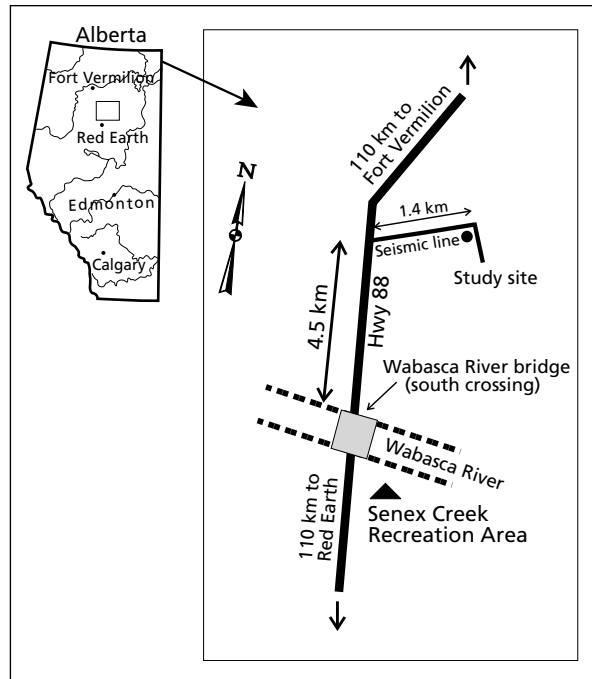 Alberta
Fort Vermilion
Red Earth
Edmonton
Calgary
N
110 km to
Fort Vermilion
1.4 km
Seismic line
Study site
4.5 km
Hwy 88
Wabasca River bridge
(south crossing)
Wabasca River
110 km to
Red Earth
Senex Creek
Recreation Area